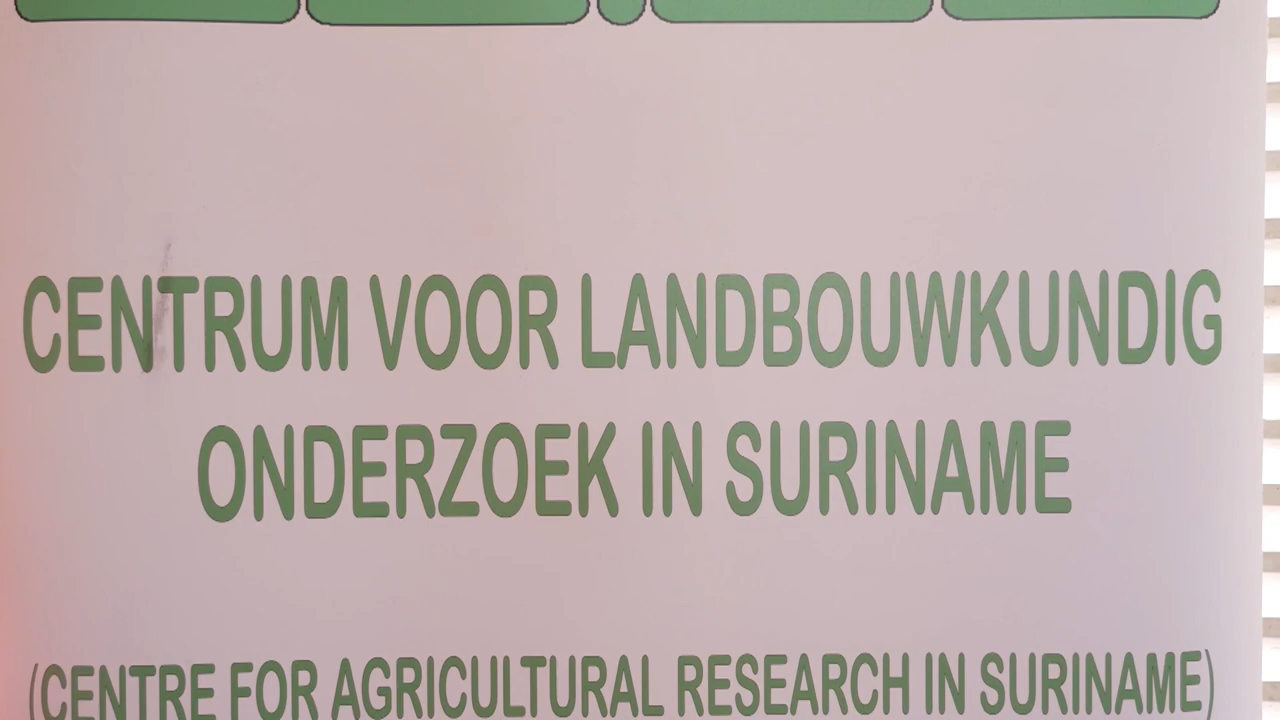 CENTRUM VOOR LANDBOUWKUNDIG
ONDERZOEK IN SURINAME
(CENTRE FOR AGRICULTURAL RESEARCH IN SURINAME)